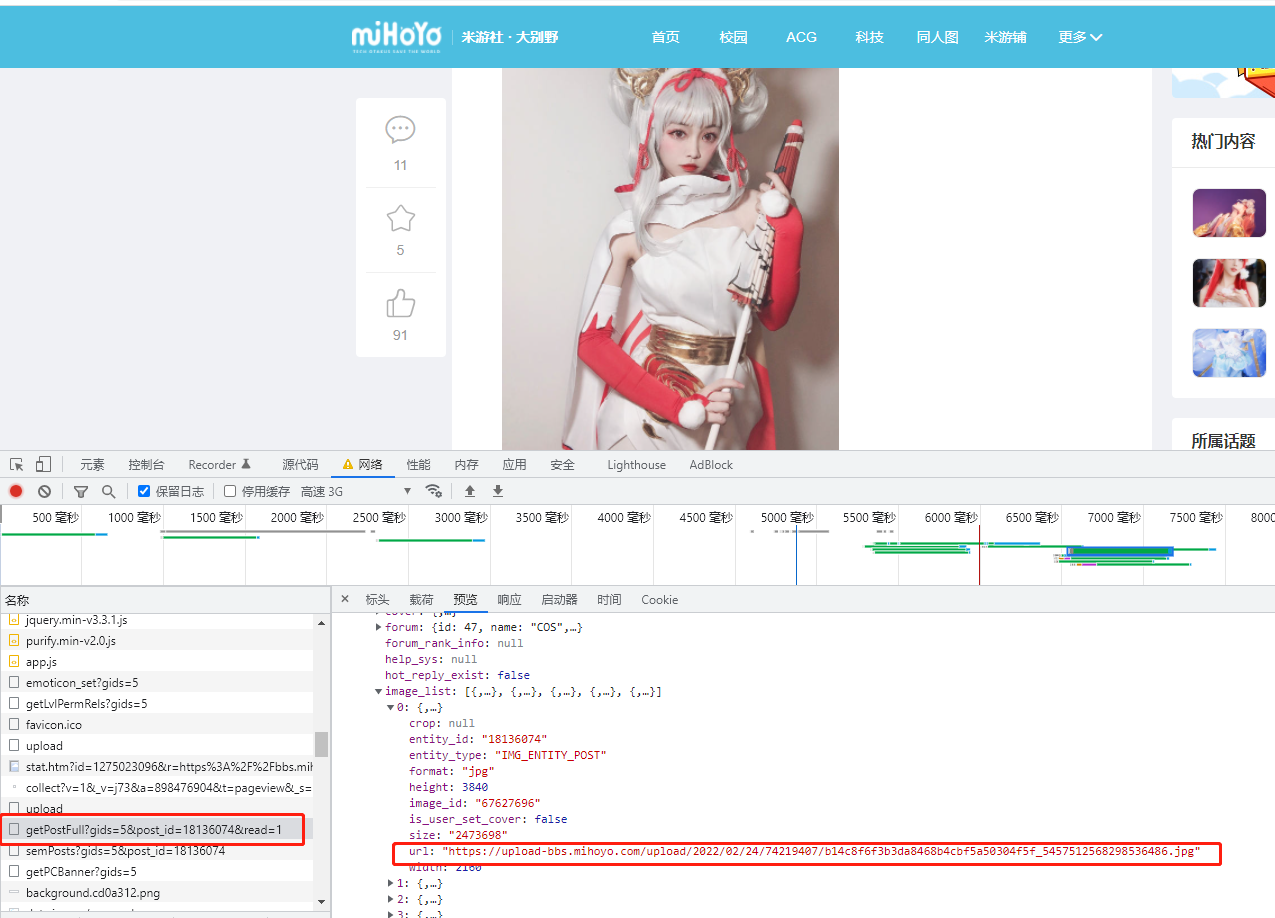 miHoYo 米游社 · 大别野 首页 校园 ACG 科技 同人图 米游铺 更多
TECH OTAKUS SAVE THE WORLD
11
5
91
热门内容
所属话题
元素 控制台 Recorder 源代码 网络 性能 内存 应用 安全 Lighthouse AdBlock
保留日志 停用缓存 高速 3G
500 毫秒 1000 毫秒 1500 毫秒 2000 毫秒 2500 毫秒 3000 毫秒 3500 毫秒 4000 毫秒 4500 毫秒 5000 毫秒 5500 毫秒 6000 毫秒 6500 毫秒 7000 毫秒 7500 毫秒 8000
名称
jquery.min-v3.3.1.js
purify.min-v2.0.js
app.js
emoticon_set?gids=5
getLvlPermRels?gids=5
favicon.ico
upload
stat.htm?id=1275023096&r=https%3A%2F%2Fbbs.mih
collect?v=1&_v=j73&a=898476904&t=pageview&_s=
upload
getPostFull?gids=5&post_id=18136074&read=1
semPosts?gids=5&post_id=18136074
getPCBanner?gids=5
background.cd0a312.png
× 标头 载荷 预览 响应 启动器 时间 Cookie
cover: {,…}
forum: {id: 47, name: "COS",…}
forum_rank_info: null
help_sys: null
hot_reply_exist: false
image_list: [{,…}, {,…}, {,…}, {,…}, {,…}]
0: {,…}
crop: null
entity_id: "18136074"
entity_type: "IMG_ENTITY_POST"
format: "jpg"
height: 3840
image_id: "67627696"
is_user_set_cover: false
size: "2473698"
url: "https://upload-bbs.mihoyo.com/upload/2022/02/24/74219407/b14c8f6f3b3da8468b4cbf5a50304f5f_5457512568298536486.jpg"
width: 2160
1: {,…}
2: {,…}
3: {,…}